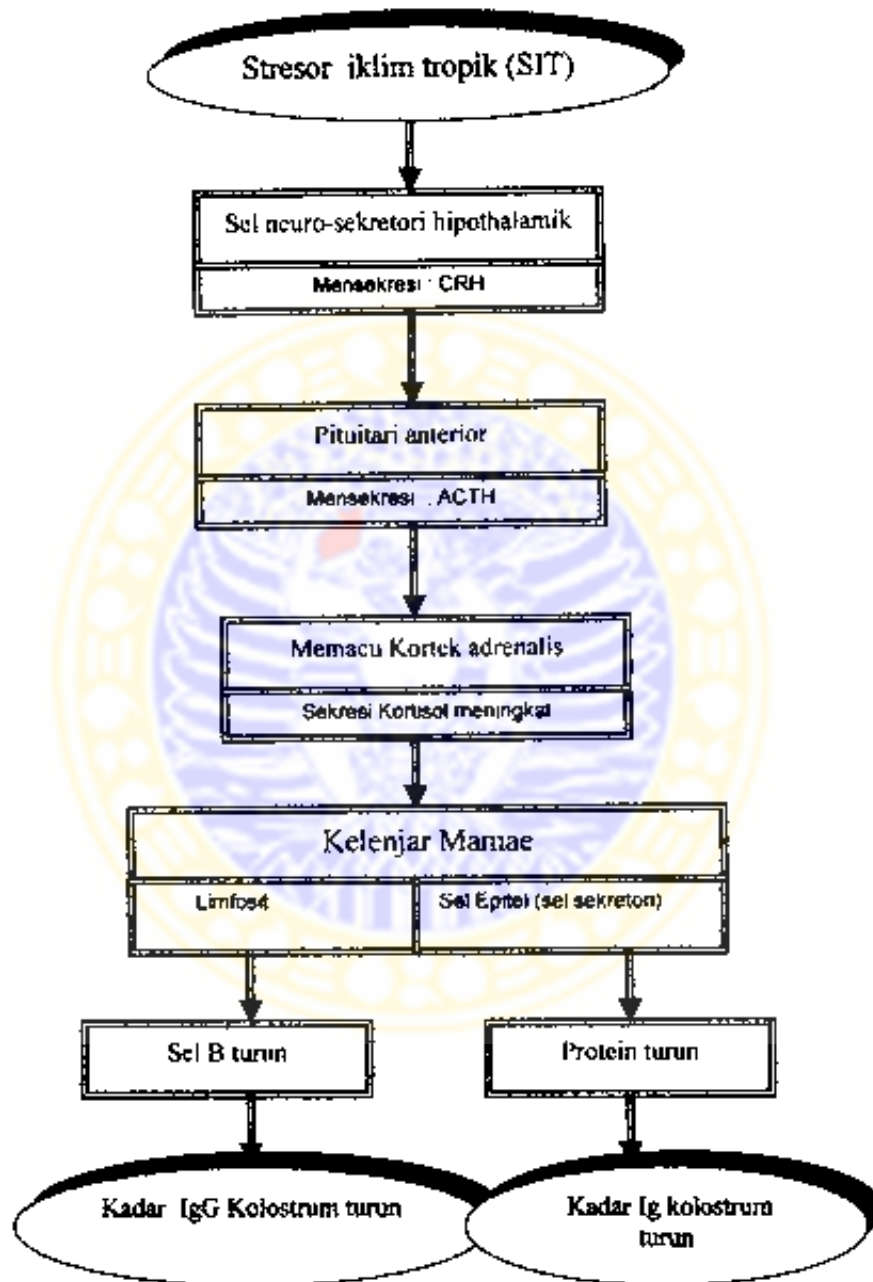 Stresor iklim tropik (SIT)
Sel neuro-sekretori hipothalamik
Mensekresi : CRH
Pituitari anterior
Mensekresi : ACTH
Memacu Kortek adrenalis
Sekresi Kortisol meningkat
Kelenjar Mamae
Limfosit
Sel Epitel (sel sekretori)
Sel B turun
Protein turun
Kadar IgG Kolostrum turun
Kadar Ig kolostrum
turun